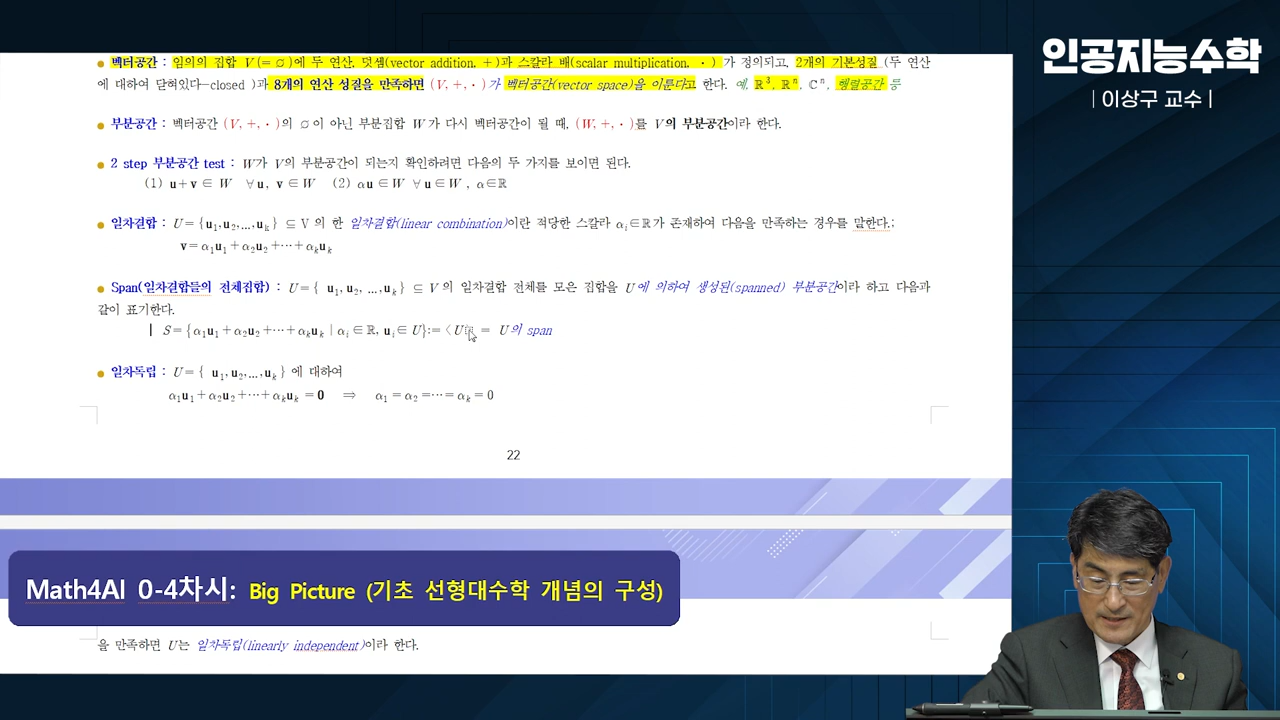 인공지능수학
| 이상구 교수 |
• 벡터공간 : 임의의 집합 V(≠∅)에 두 연산, 덧셈(vector addition, +)과 스칼라 배(scalar multiplication, ・) 가 정의되고, 2개의 기본성질 (두 연산
에 대하여 닫혀있다-closed )과 8개의 연산 성질을 만족하면 (V, +, ・)가 벡터공간(vector space)을 이룬다고 한다. 예, ℝ³, ℝⁿ, ℂⁿ, 행렬공간 등
• 부분공간 : 벡터공간 (V, +, ・)의 ∅이 아닌 부분집합 W가 다시 벡터공간이 될 때, (W, +, ・)를 V의 부분공간이라 한다.
• 2 step 부분공간 test : W가 V의 부분공간이 되는지 확인하려면 다음의 두 가지를 보이면 된다.
(1) u+v ∈ W ∀u, v∈W (2) αu∈W ∀u∈W , α∈ℝ
• 일차결합 : U={u₁,u₂,...,uₖ} ⊆V 의 한 일차결합(linear combination)이란 적당한 스칼라 αᵢ∈ℝ가 존재하여 다음을 만족하는 경우를 말한다.;
v=α₁u₁+α₂u₂+⋯+αₖuₖ
• Span(일차결합들의 전체집합) : U={ u₁,u₂, ...,uₖ} ⊆ V 의 일차결합 전체를 모은 집합을 U에 의하여 생성된(spanned) 부분공간이라 하고 다음과
같이 표기한다.
| S={α₁u₁+α₂u₂+⋯+αₖuₖ | αᵢ∈ℝ, uᵢ∈U}:=〈U = U의 span
• 일차독립 : U={ u₁,u₂,...,uₖ} 에 대하여
α₁u₁+α₂u₂+⋯+αₖuₖ =0 ⇒ α₁=α₂=⋯=αₖ=0
22
Math4AI 0-4차시: Big Picture (기초 선형대수학 개념의 구성)
을 만족하면 U는 일차독립(linearly independent)이라 한다.